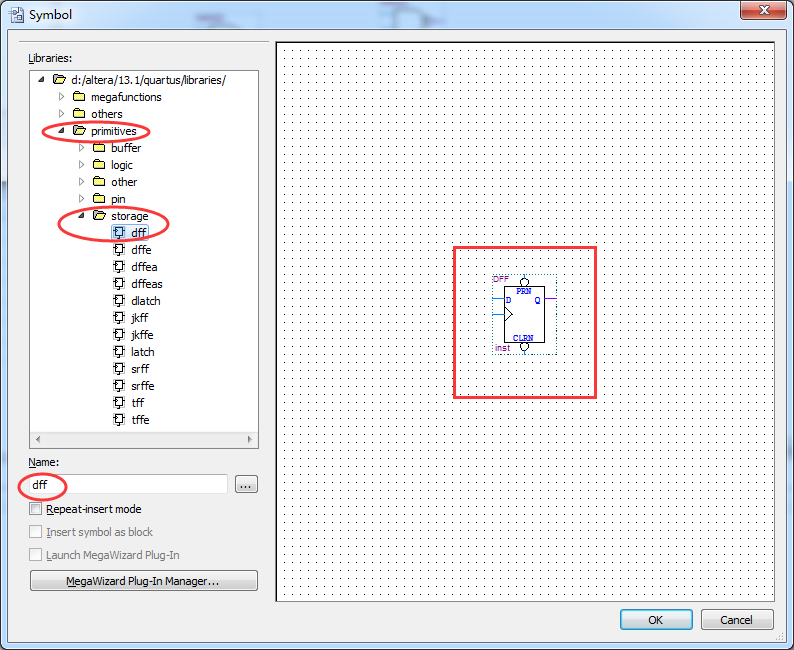 Symbol
Libraries:
d:/altera/13.1/quartus/libraries/
megafunctions
others
primitives
buffer
logic
other
pin
storage
dff
dffe
dffea
dffeas
dlatch
jkff
jkffe
latch
srff
srffe
tff
tffe
Name:
dff
...
Repeat-insert mode
Insert symbol as block
Launch MegaWizard Plug-In
MegaWizard Plug-In Manager...
DFF
PRN
D Q
CLRN
inst
OK Cancel